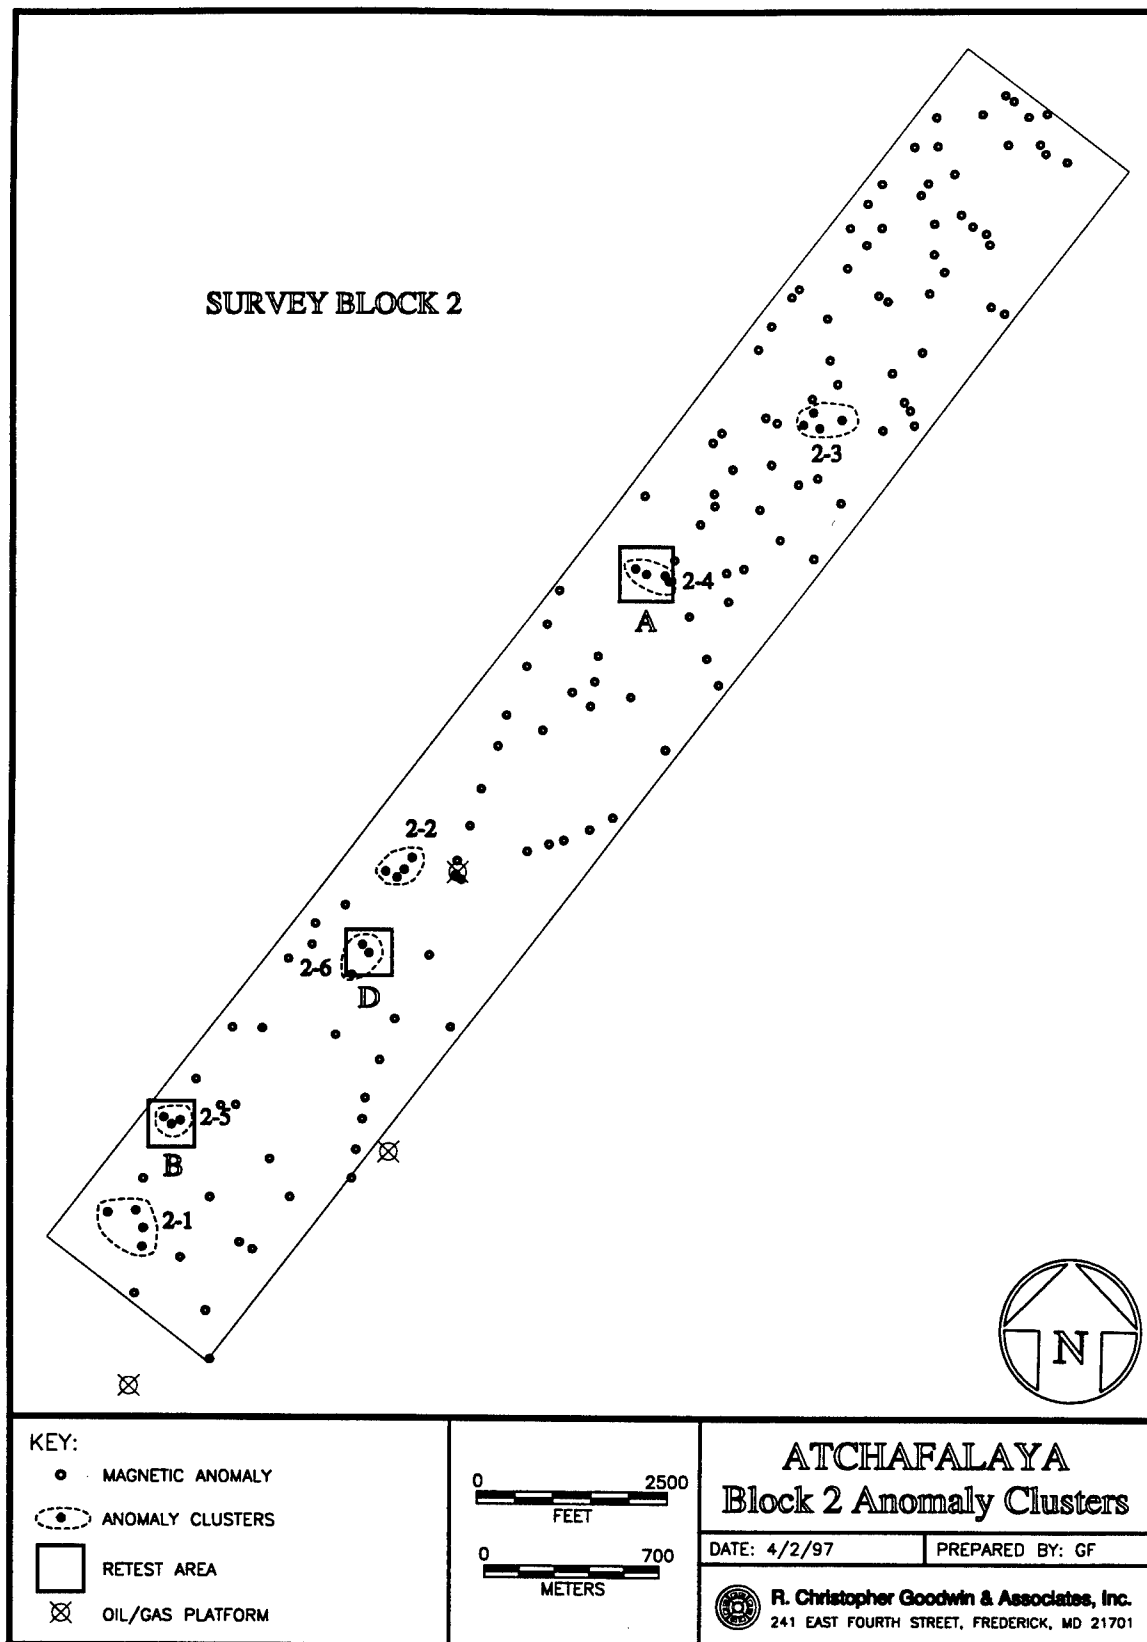 SURVEY BLOCK 2
2-3
2-4
A
2-2
2-6
D
2-5
B
2-1
N
KEY:
MAGNETIC ANOMALY
ANOMALY CLUSTERS
RETEST AREA
OIL/GAS PLATFORM
0 2500
FEET
0 700
METERS
ATCHAFALAYA
Block 2 Anomaly Clusters
DATE: 4/2/97
PREPARED BY: GF
R. Christopher Goodwin & Associates, Inc.
241 EAST FOURTH STREET, FREDERICK, MD 21701